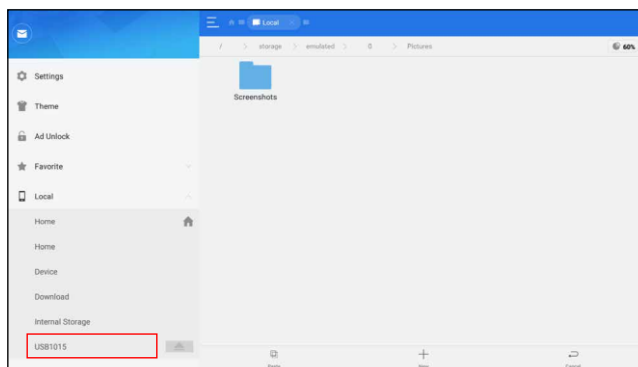 Local
/ > storage > emulated > 0 > Pictures
60%
Settings
Theme
Ad Unlock
Favorite
Local
Home
Home
Device
Download
Internal Storage
USB1015
Screenshots